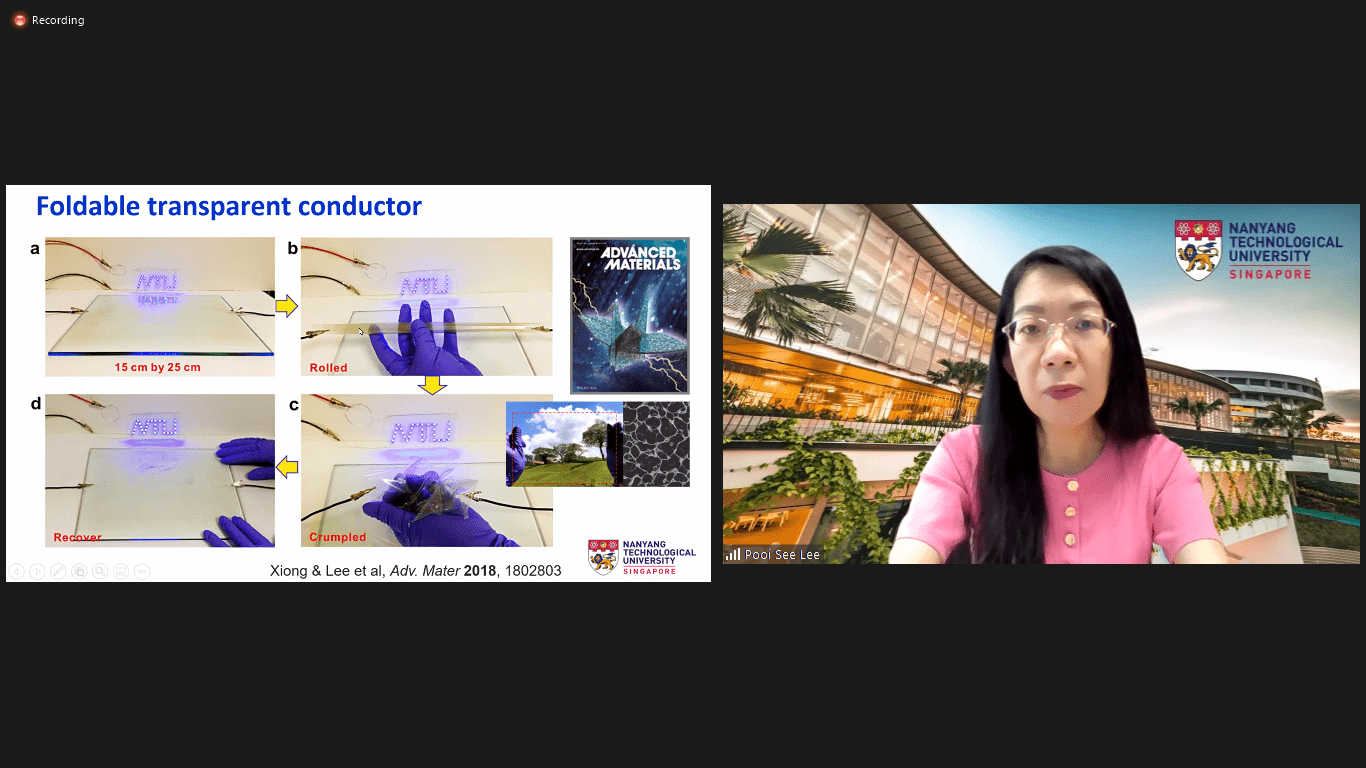 Recording
Foldable transparent conductor
a
NTU
15 cm by 25 cm
b
NTU
Rolled
ADVANCED
MATERIALS
d
NTU
Recover
c
NTU
Crumpled
NANYANG
TECHNOLOGICAL
UNIVERSITY
SINGAPORE
Xiong & Lee et al, Adv. Mater 2018, 1802803
NANYANG
TECHNOLOGICAL
UNIVERSITY
SINGAPORE
Pooi See Lee